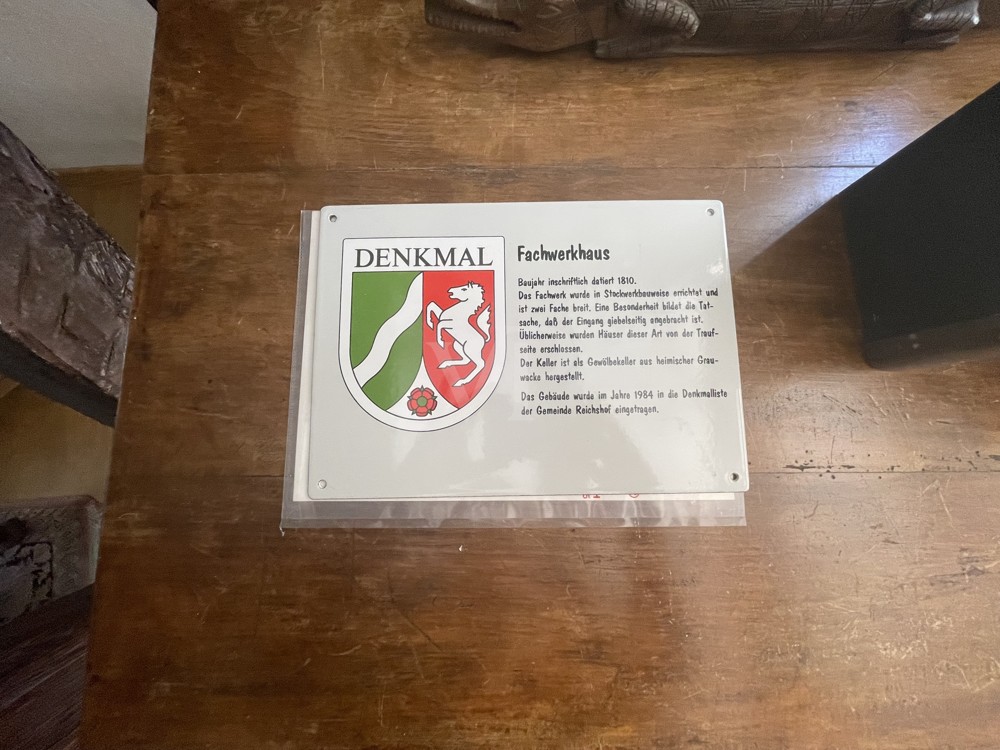 DENKMAL
Fachwerkhaus
Baujahr inschriftlich datiert 1810.
Das Fachwerk wurde in Stockwerkbauweise errichtet und
ist zwei Fache breit. Eine Besonderheit bildet die Tat-
sache, daß der Eingang giebelseitig angebracht ist.
Üblicherweise wurden Häuser dieser Art von der Trauf-
seite erschlossen.
Der Keller ist als Gewölbekeller aus heimischer Grau-
wacke hergestellt.
Das Gebäude wurde im Jahre 1984 in die Denkmalliste
der Gemeinde Reichshof eingetragen.